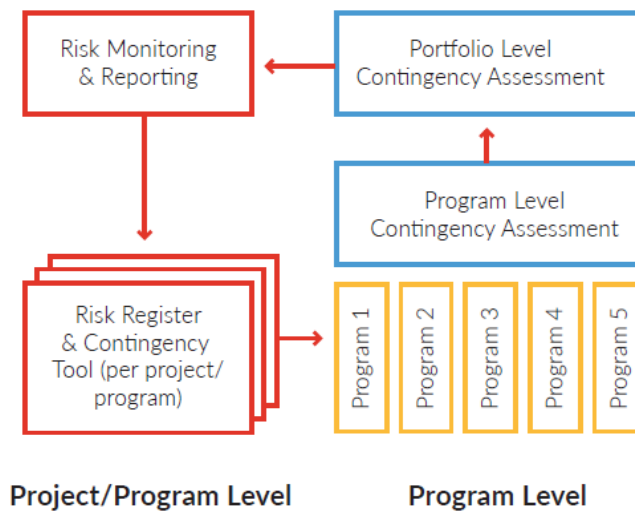 Risk Monitoring
& Reporting
Portfolio Level
Contingency Assessment
Program Level
Contingency Assessment
Risk Register
& Contingency
Tool (per project/
program)
Program 1
Program 2
Program 3
Program 4
Program 5
Project/Program Level
Program Level